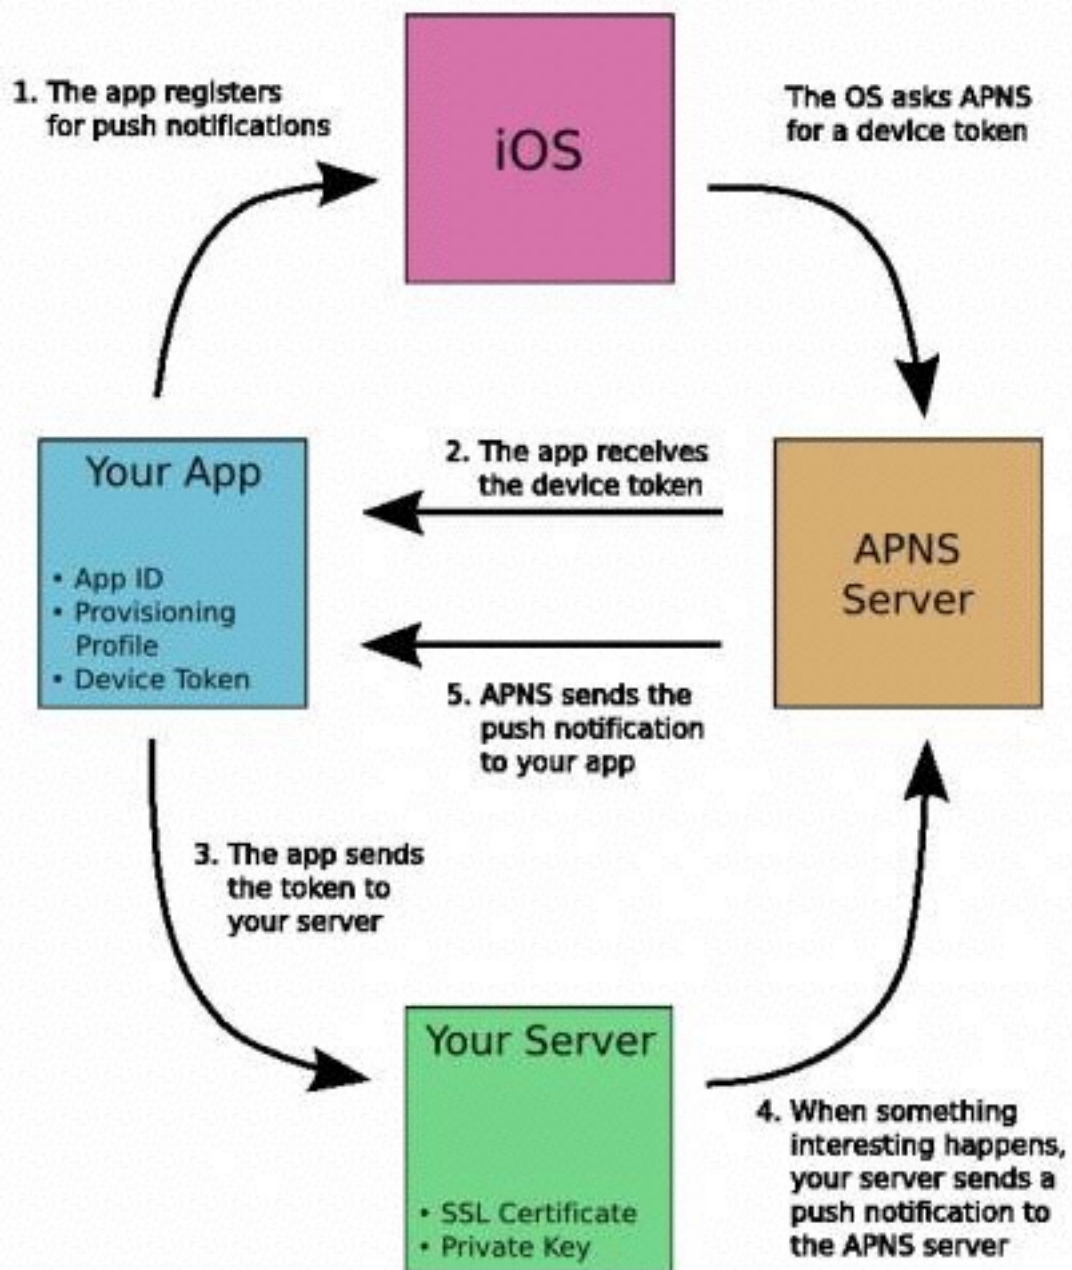 1. The app registers
for push notifications
iOS
The OS asks APNS
for a device token
Your App
• App ID
• Provisioning
Profile
• Device Token
2. The app receives
the device token
APNS
Server
5. APNS sends the
push notification
to your app
3. The app sends
the token to
your server
Your Server
• SSL Certificate
• Private Key
4. When something
interesting happens,
your server sends a
push notification to
the APNS server